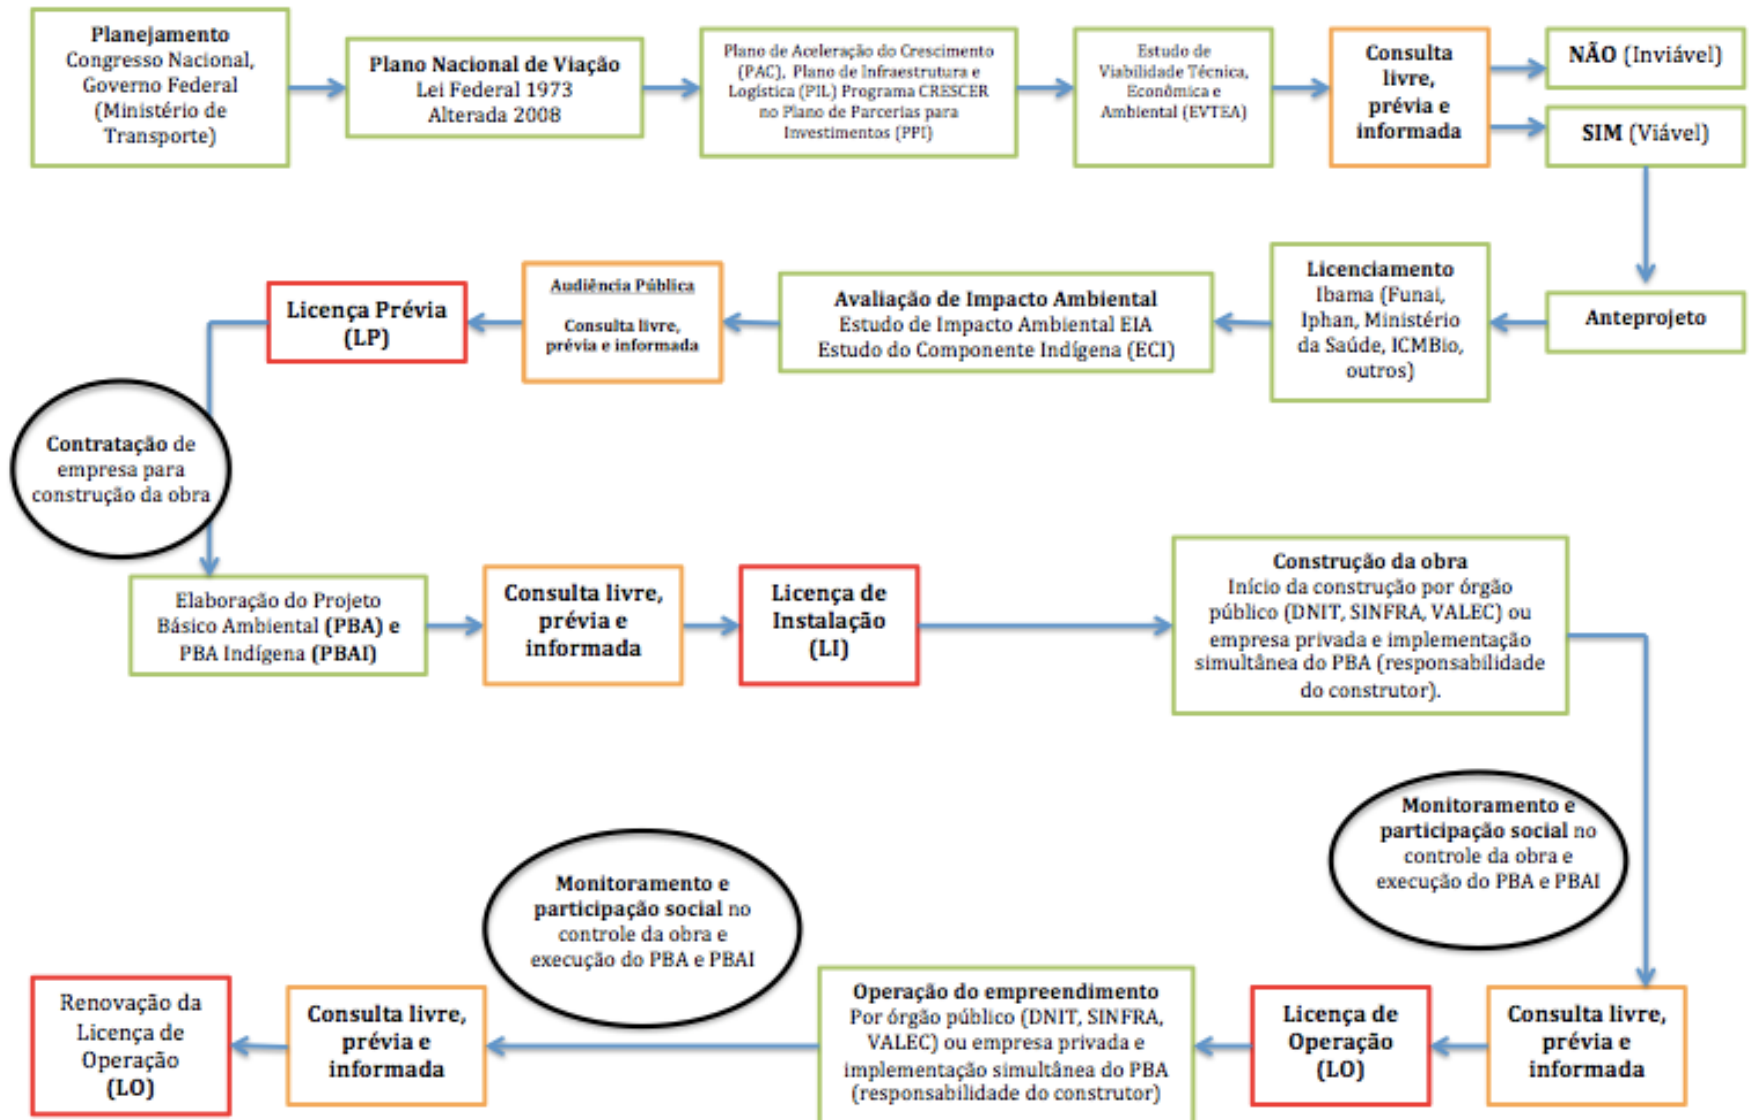 Planejamento
Congresso Nacional,
Governo Federal
(Ministério de
Transporte)
Plano Nacional de Viação
Lei Federal 1973
Alterada 2008
Plano de Aceleração do Crescimento
(PAC), Plano de Infraestrutura e
Logística (PIL) Programa CRESCER
no Plano de Parcerias para
Investimentos (PPI)
Estudo de
Viabilidade Técnica,
Econômica e
Ambiental (EVTEA)
Consulta
livre,
prévia e
informada
NÃO (Inviável)
SIM (Viável)
Anteprojeto
Licenciamento
Ibama (Funai,
Iphan, Ministério
da Saúde, ICMBio,
outros)
Avaliação de Impacto Ambiental
Estudo de Impacto Ambiental EIA
Estudo do Componente Indígena (ECI)
Audiência Pública
Consulta livre,
prévia e informada
Licença Prévia
(LP)
Contratação de
empresa para
construção da obra
Elaboração do Projeto
Básico Ambiental (PBA) e
PBA Indígena (PBAI)
Consulta livre,
prévia e
informada
Licença de
Instalação
(LI)
Construção da obra
Início da construção por órgão
público (DNIT, SINFRA, VALEC) ou
empresa privada e implementação
simultânea do PBA (responsabilidade
do construtor).
Monitoramento e
participação social no
controle da obra e
execução do PBA e PBAI
Consulta livre,
prévia e
informada
Licença de
Operação
(LO)
Operação do empreendimento
Por órgão público (DNIT, SINFRA,
VALEC) ou empresa privada e
implementação simultânea do PBA
(responsabilidade do construtor)
Monitoramento e
participação social no
controle da obra e
execução do PBA e PBAI
Consulta livre,
prévia e
informada
Renovação da
Licença de
Operação
(LO)